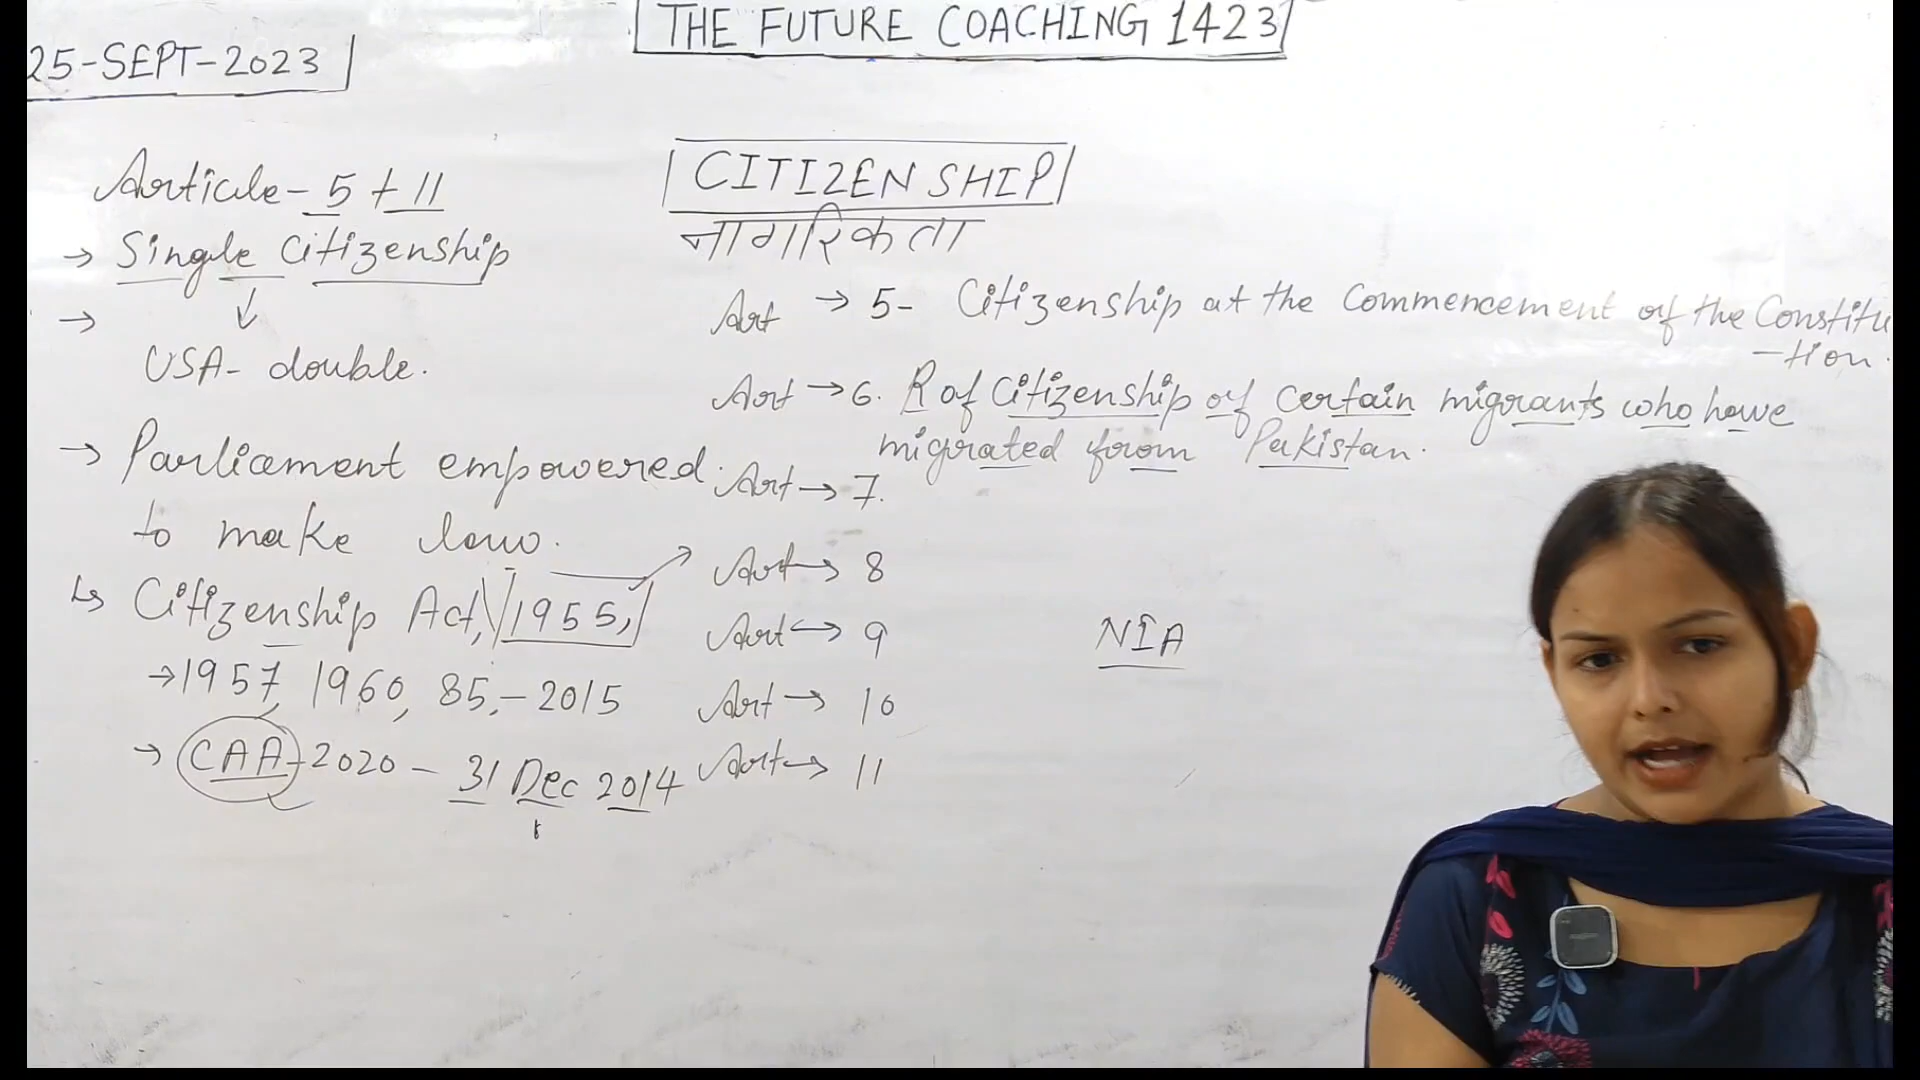 THE FUTURE COACHING 1423
25-SEPT-2023
Article - 5 + 11
→ Single Citizenship
→ ↓
USA - double.
→ Parliament empowered
to make law.
↳ Citizenship Act, 1955,
→ 1957, 1960, 85, - 2015
→ CAA - 2020 - 31 Dec 2014
CITIZENSHIP
नागरिकता
Art → 5 - Citizenship at the Commencement of the Constitu
-tion.
Art → 6. R of Citizenship of certain migrants who have
migrated from Pakistan.
Art → 7.
Art → 8
Art → 9
Art → 10
Art → 11
NIA